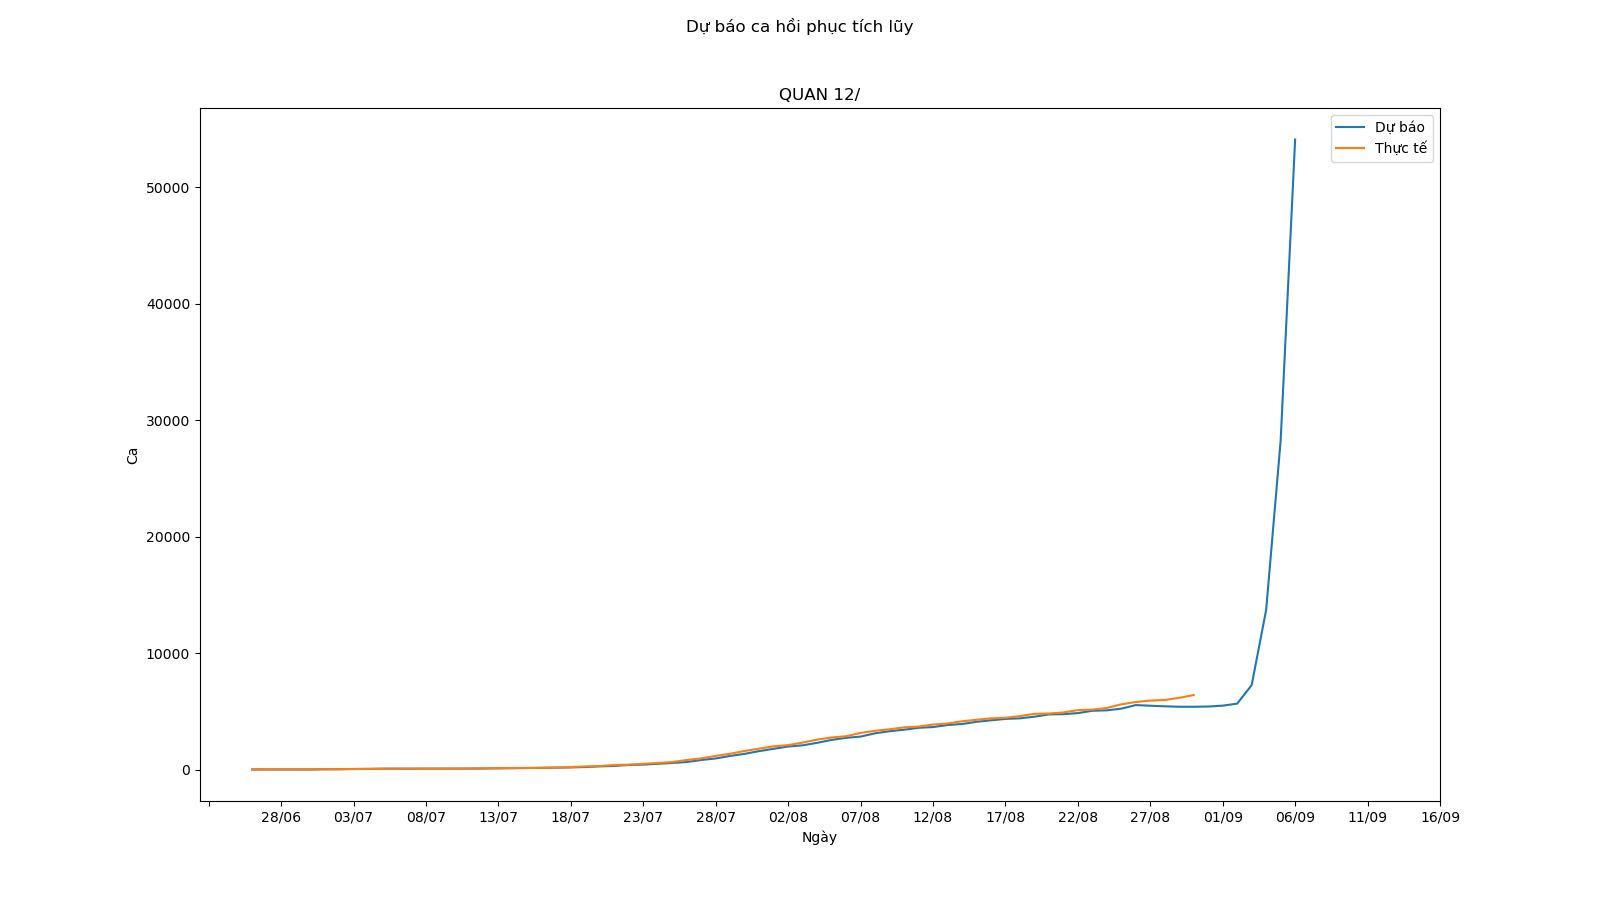 Dự báo ca hồi phục tích lũy
QUAN 12/
Dự báo
Thực tế
50000
40000
30000
20000
10000
0
Ca
28/06 03/07 08/07 13/07 18/07 23/07 28/07 02/08 07/08 12/08 17/08 22/08 27/08 01/09 06/09 11/09 16/09
Ngày